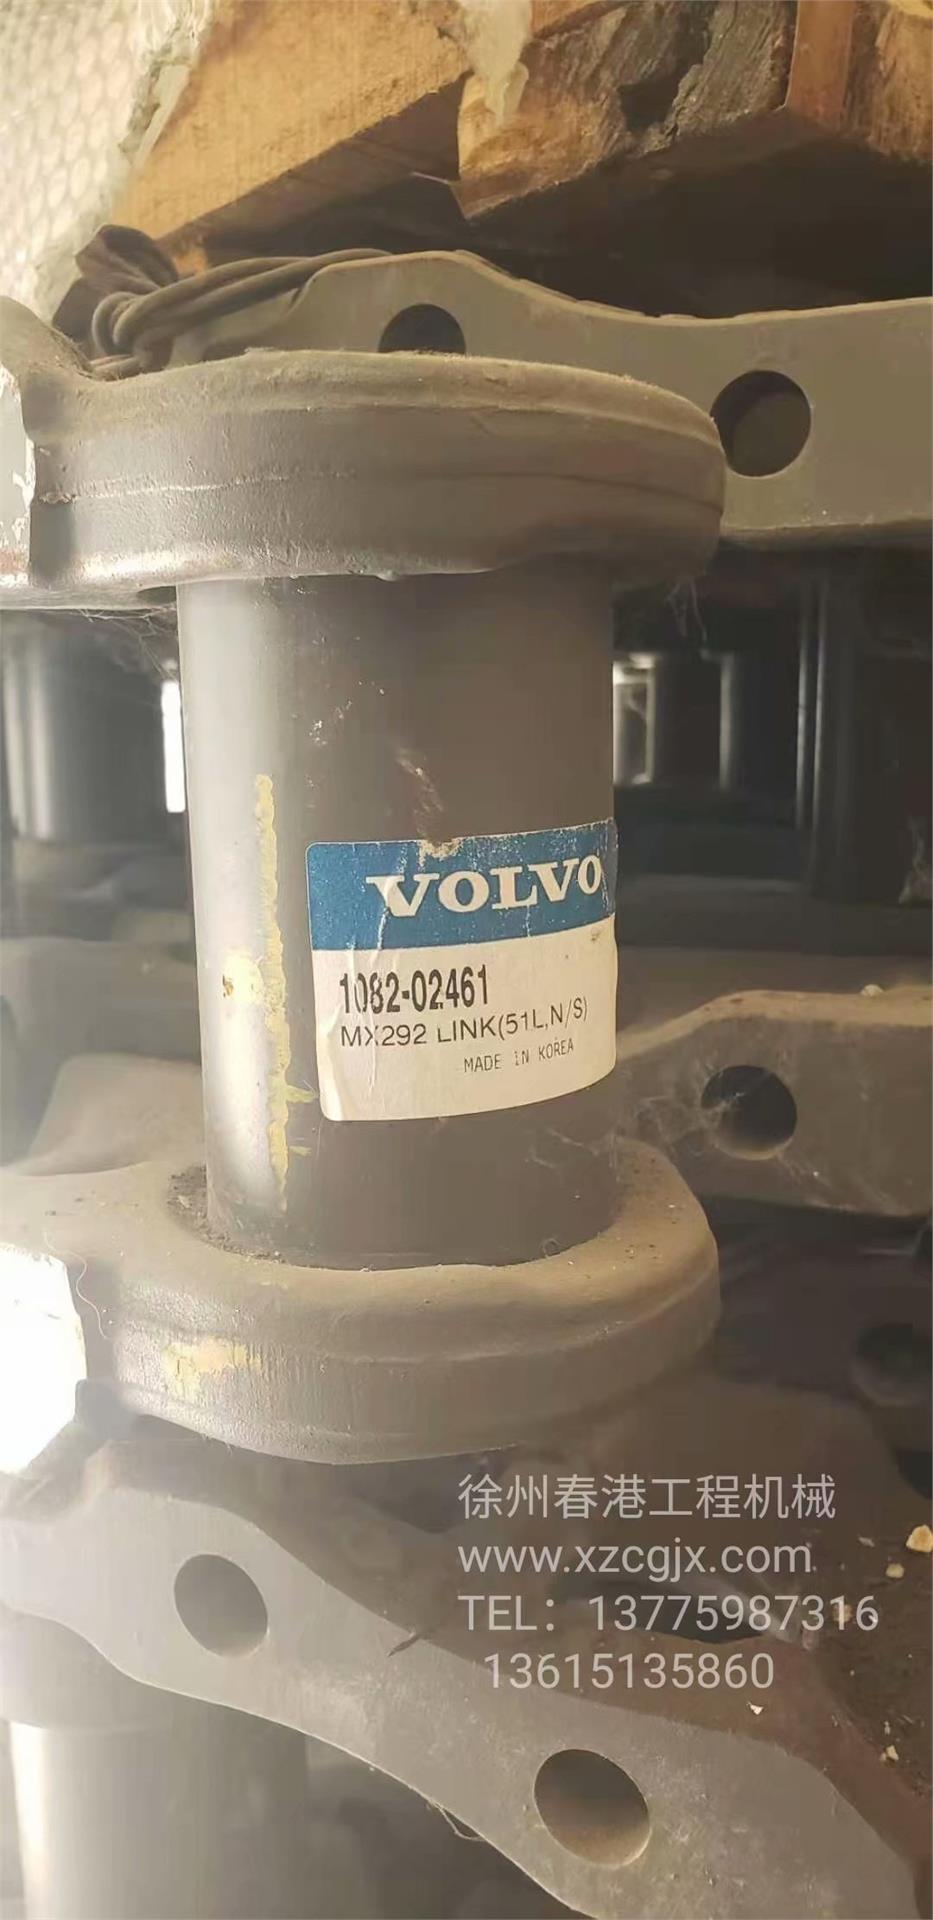 VOLVO
1082-02461
MX292 LINK(51L,N/S)
MADE IN KOREA
徐州春港工程机械
www.xzcgjx.com
TEL：13775987316
13615135860